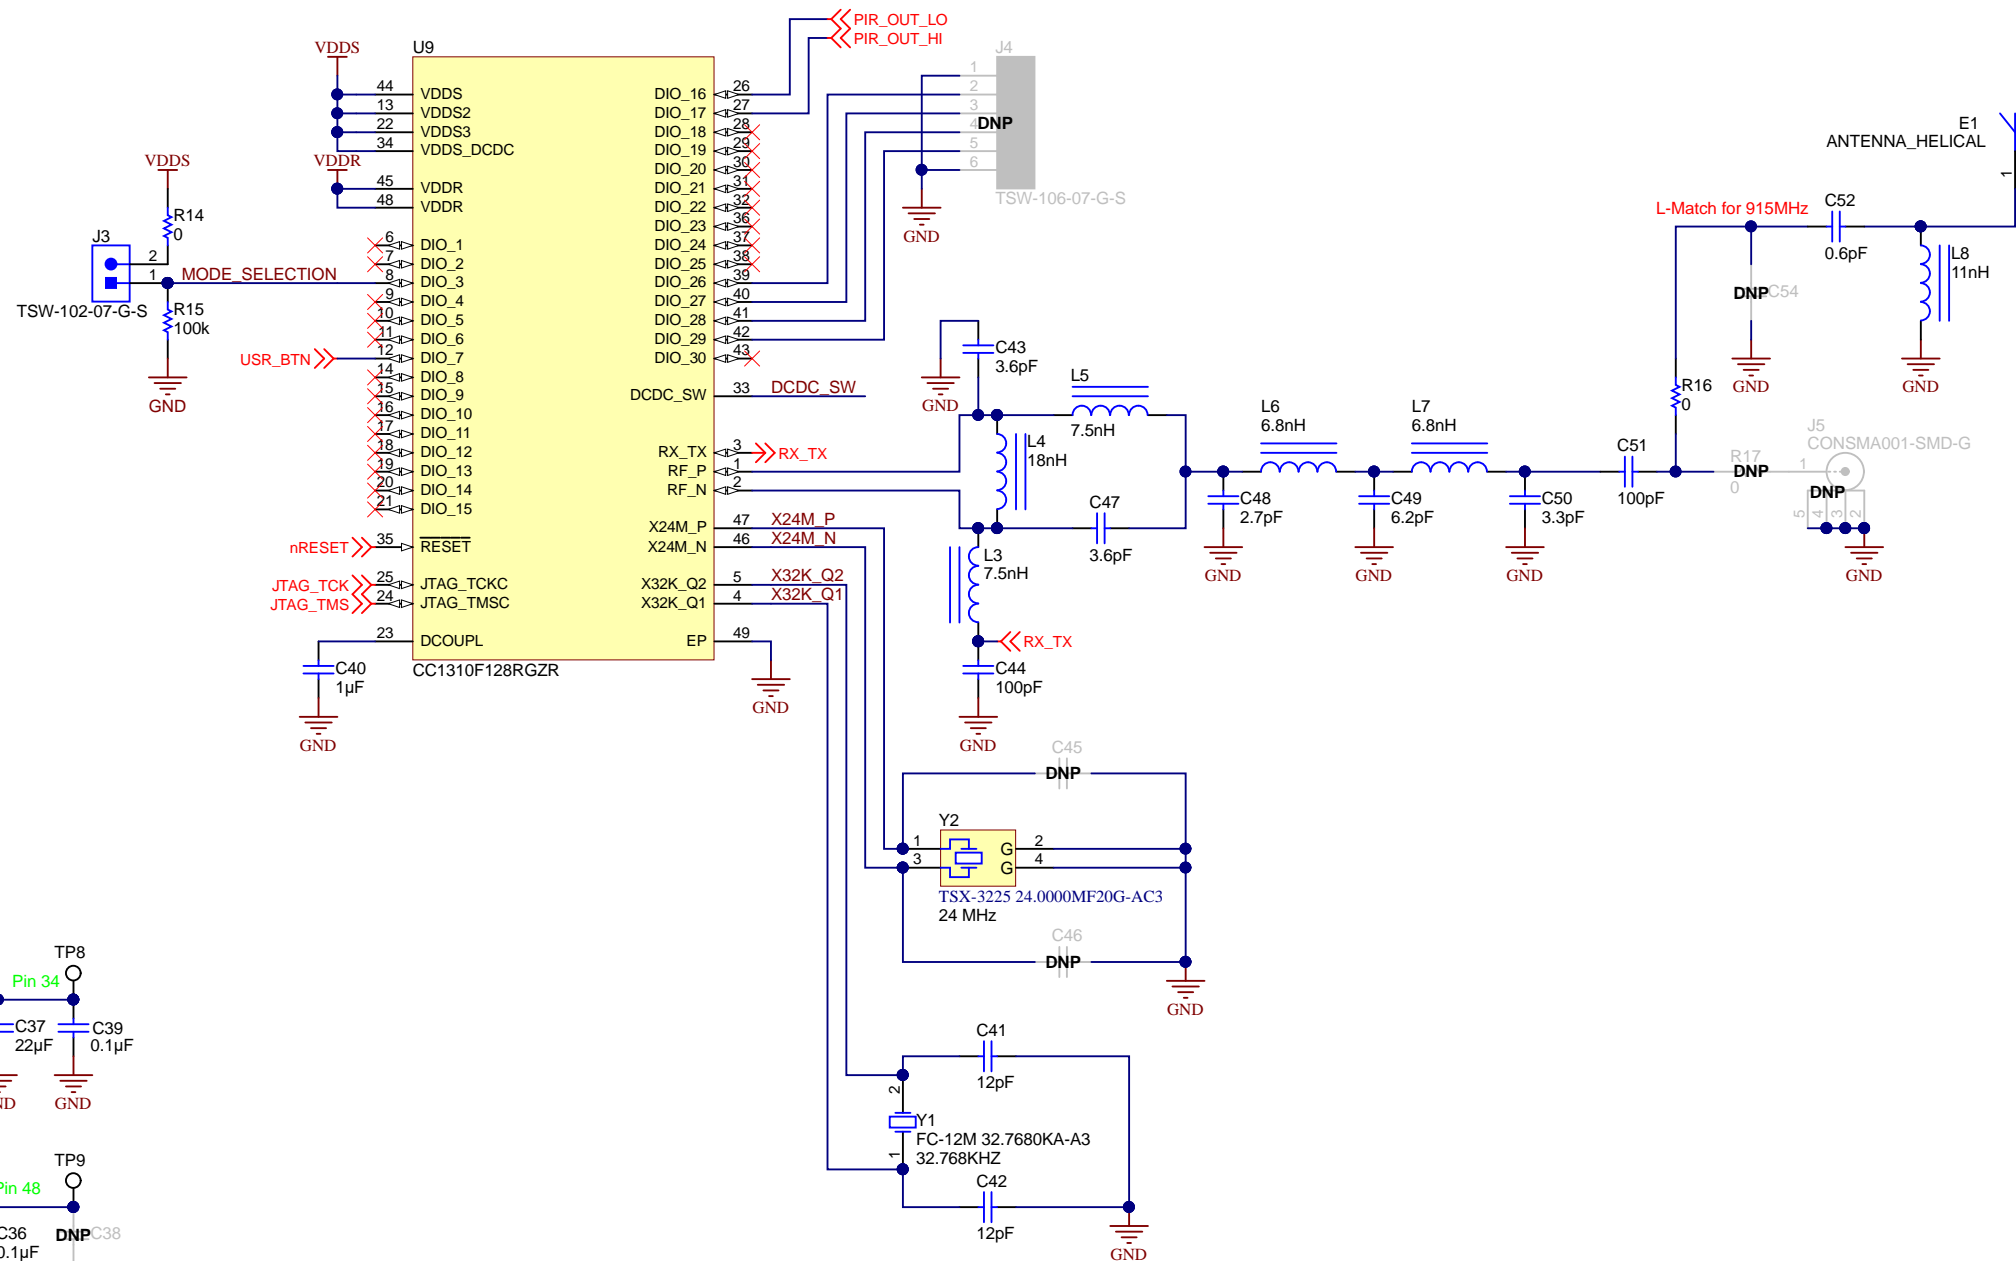 PIR_OUT_LO
PIR_OUT_HI
VDDS
U9
J4
44 VDDS
13 VDDS2
22 VDDS3
34 VDDS_DCDC
VDDR
45 VDDR
48 VDDR
6 DIO_1
7 DIO_2
8 DIO_3
9 DIO_4
10 DIO_5
11 DIO_6
12 DIO_7
14 DIO_8
15 DIO_9
16 DIO_10
17 DIO_11
18 DIO_12
19 DIO_13
20 DIO_14
21 DIO_15
35 RESET
25 JTAG_TCKC
24 JTAG_TMSC
23 DCOUPL
DIO_16 26
DIO_17 27
DIO_18 28
DIO_19 29
DIO_20 30
DIO_21 31
DIO_22 32
DIO_23 36
DIO_24 37
DIO_25 38
DIO_26 39
DIO_27 40
DIO_28 41
DIO_29 42
DIO_30 43
DCDC_SW 33 DCDC_SW
RX_TX 3 RX_TX
RF_P 1
RF_N 2
X24M_P 47 X24M_P
X24M_N 46 X24M_N
X32K_Q2 5 X32K_Q2
X32K_Q1 4 X32K_Q1
EP 49
GND
CC1310F128RGZR
VDDS
R14
0
J3
2
1
MODE_SELECTION
TSW-102-07-G-S
R15
100k
GND
USR_BTN
nRESET
JTAG_TCK
JTAG_TMS
C40
1µF
GND
1
2
3
4
5
6
DNP
TSW-106-07-G-S
GND
C43
3.6pF
GND
L5
7.5nH
L4
18nH
C47
3.6pF
L3
7.5nH
RX_TX
C44
100pF
GND
L6
6.8nH
L7
6.8nH
C48
2.7pF
GND
C49
6.2pF
GND
C50
3.3pF
GND
C51
100pF
R16
0
R17
DNP
0
J5
CONSMA001-SMD-G
1
DNP
5
4
3
2
GND
L-Match for 915MHz
C52
0.6pF
DNP
C54
GND
L8
11nH
GND
E1
ANTENNA_HELICAL
1
C45
DNP
Y2
1
3
G 2
G 4
TSX-3225 24.0000MF20G-AC3
24 MHz
C46
DNP
GND
C41
12pF
2
Y1
FC-12M 32.7680KA-A3
32.768KHZ
1
C42
12pF
GND
TP8
Pin 34
C37
22µF
C39
0.1µF
GND
TP9
Pin 48
C36
0.1µF
DNP
C38